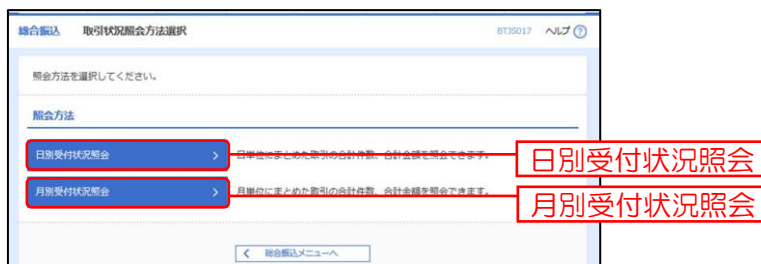 総合振込 取引状況照会方法選択 BTJS017 ヘルプ ?
照会方法を選択してください。
照会方法
日別受付状況照会 > 日単位にまとめた取引の合計件数、合計金額を照会できます。
日別受付状況照会
月別受付状況照会 > 月単位にまとめた取引の合計件数、合計金額を照会できます。
月別受付状況照会
< 総合振込メニューへ